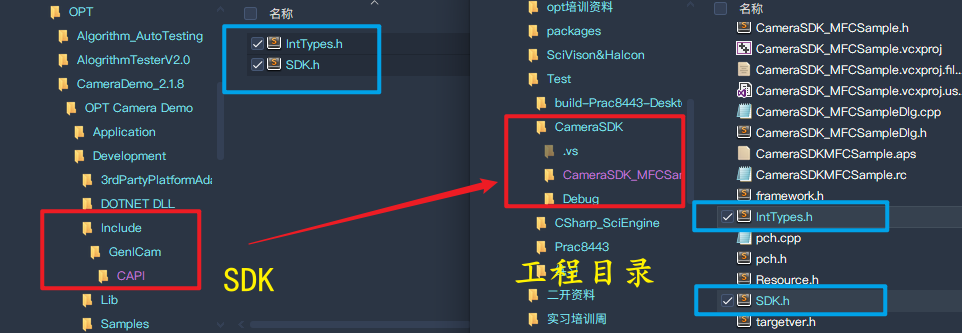 OPT
Algorithm_AutoTesting
AlogrithmTesterV2.0
CameraDemo_2.1.8
OPT Camera Demo
Application
Development
3rdPartyPlatformAda
DOTNET DLL
Include
GenICam
CAPI
Lib
Samples
名称
IntTypes.h
SDK.h
SDK
opt培训资料
packages
SciVison&Halcon
Test
build-Prac8443-Deskt
CameraSDK
.vs
CameraSDK_MFCSar
Debug
CSharp_SciEngine
Prac8443
工程目录
二开资料
实习培训周
名称
CameraSDK_MFCSample.h
CameraSDK_MFCSample.vcxproj
CameraSDK_MFCSample.vcxproj.fil...
CameraSDK_MFCSample.vcxproj.us...
CameraSDK_MFCSampleDlg.cpp
CameraSDK_MFCSampleDlg.h
CameraSDKMFCSample.aps
CameraSDKMFCSample.rc
framework.h
IntTypes.h
pch.cpp
pch.h
Resource.h
SDK.h
targetver.h